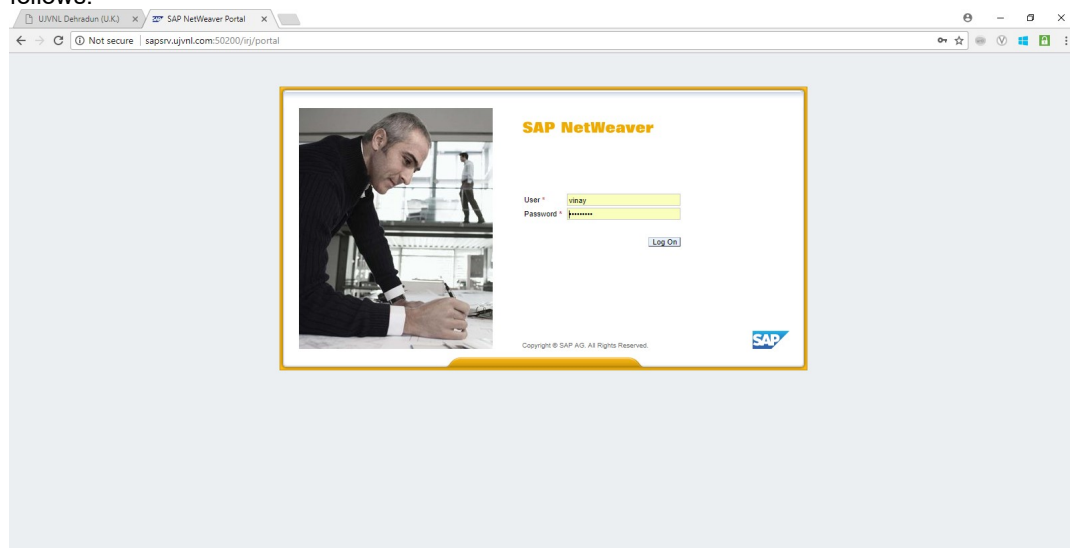 follows:
UJVNL Dehradun (U.K.)
SAP NetWeaver Portal
Not secure | sapsrv.ujvnl.com:50200/irj/portal
SAP NetWeaver
User * vinay
Password * ••••••••
Log On
Copyright © SAP AG. All Rights Reserved.
SAP